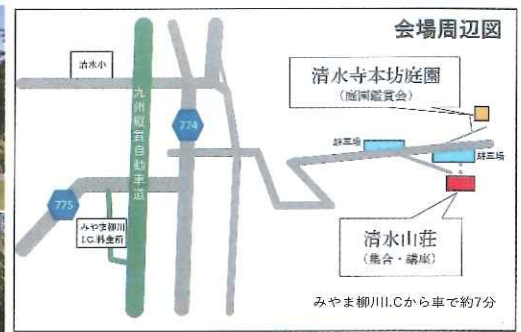 会場周辺図
清水小
清水寺本坊庭園
(庭園鑑賞会)
九州縦貫自動車道
774
駐車場
駐車場
775
みやま柳川
I.C.料金所
清水山荘
(集合・講座)
みやま柳川I.Cから車で約7分